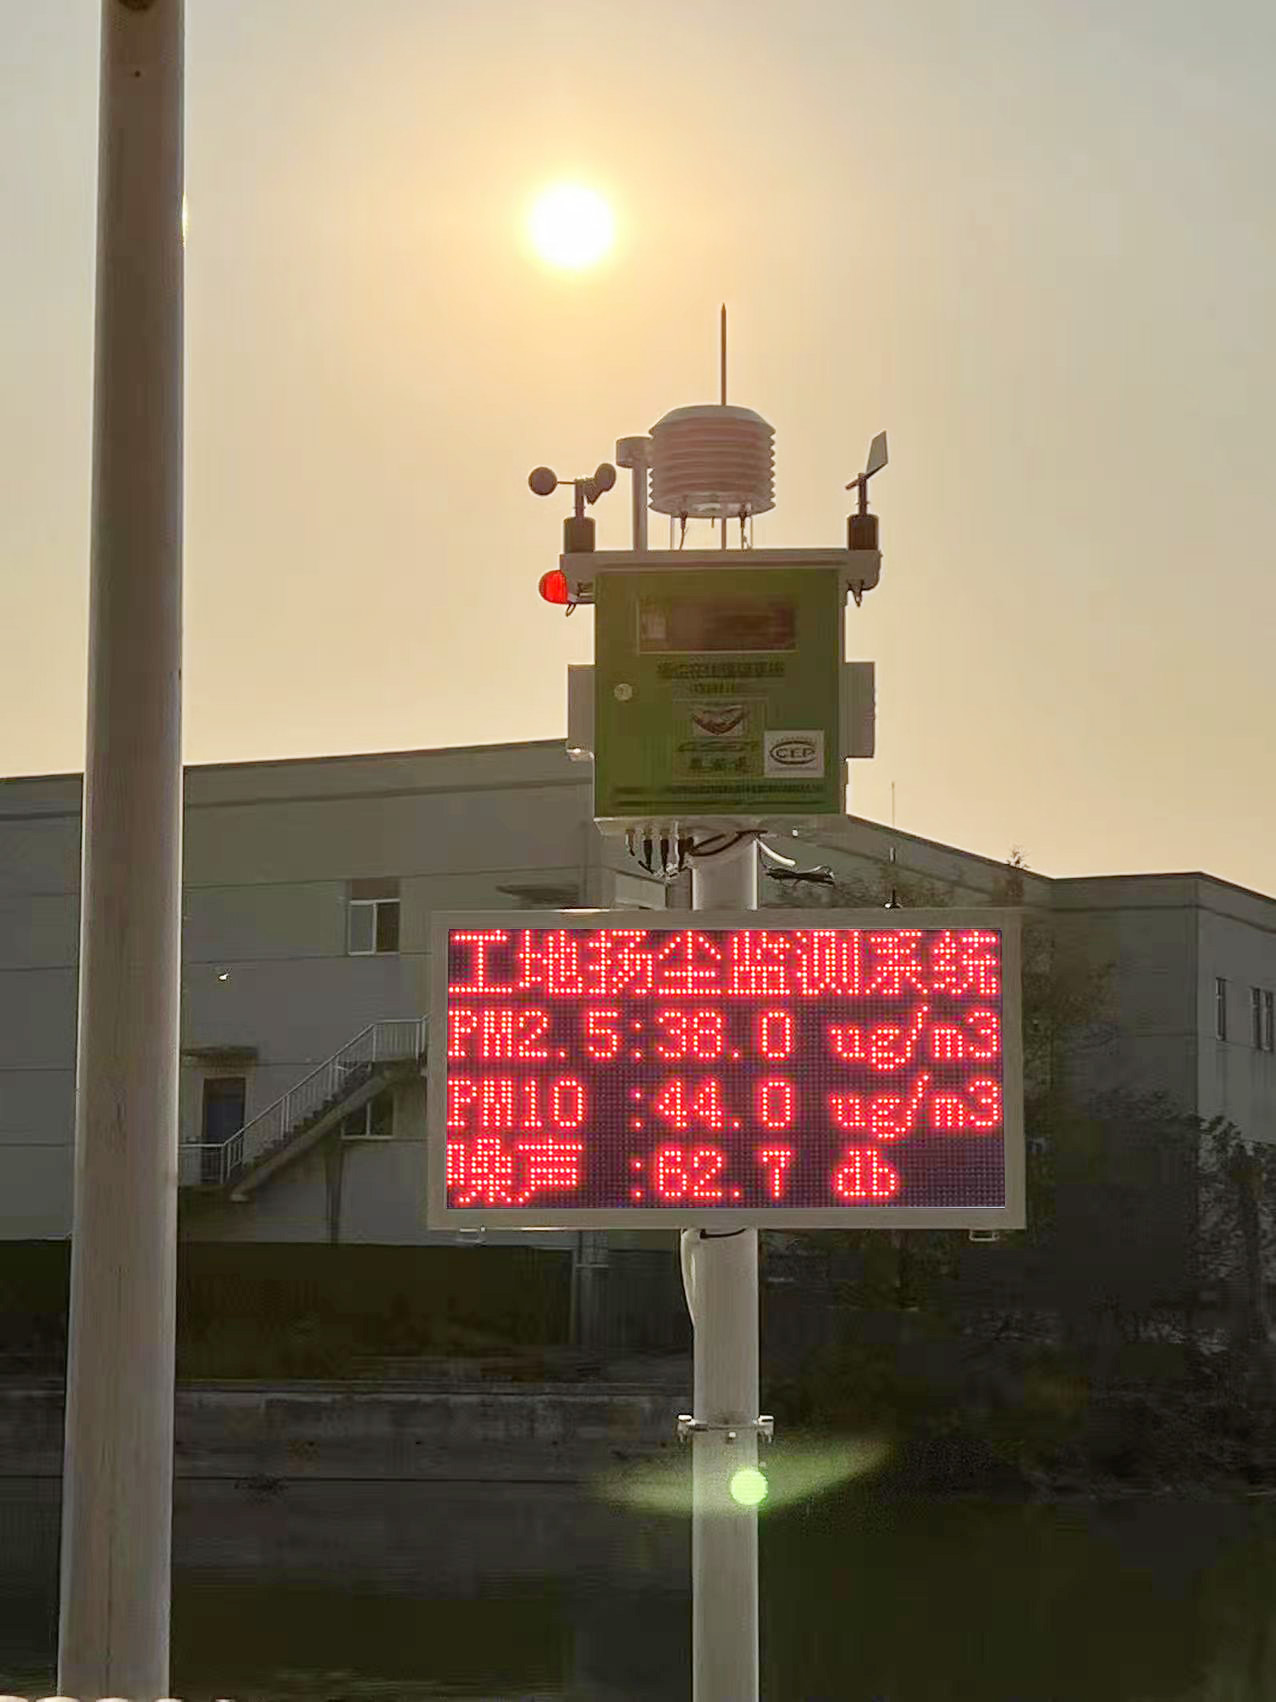 CEP
工地扬尘监测系统
PM2.5:38.0 ug/m3
PM10 :44.0 ug/m3
噪声 :62.7 db